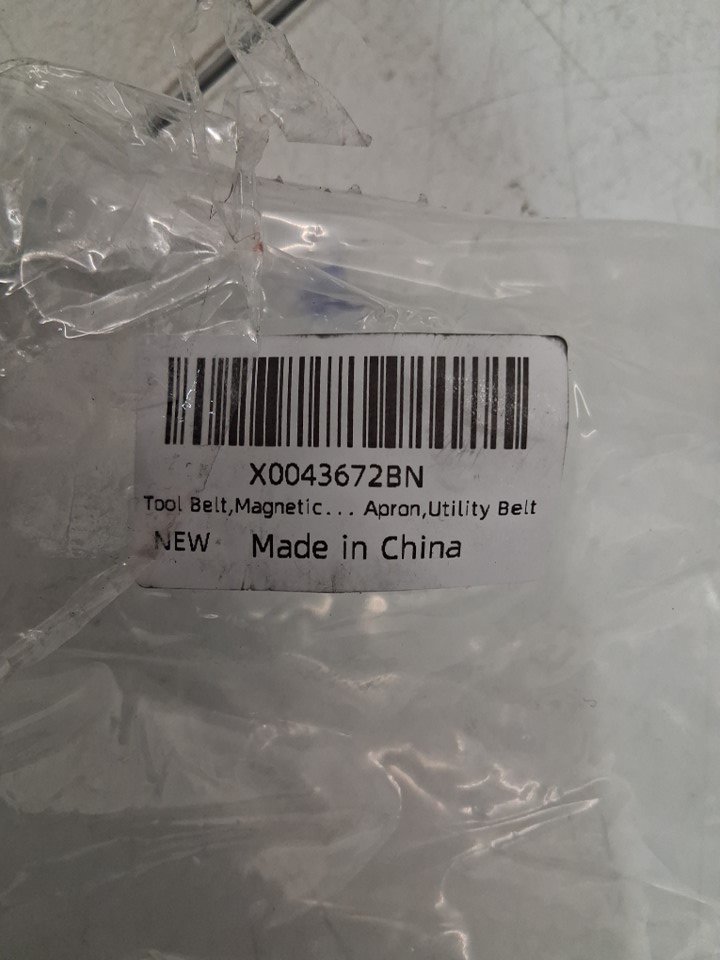 X0043672BN
Tool Belt,Magnetic... Apron,Utility Belt
NEW Made in China